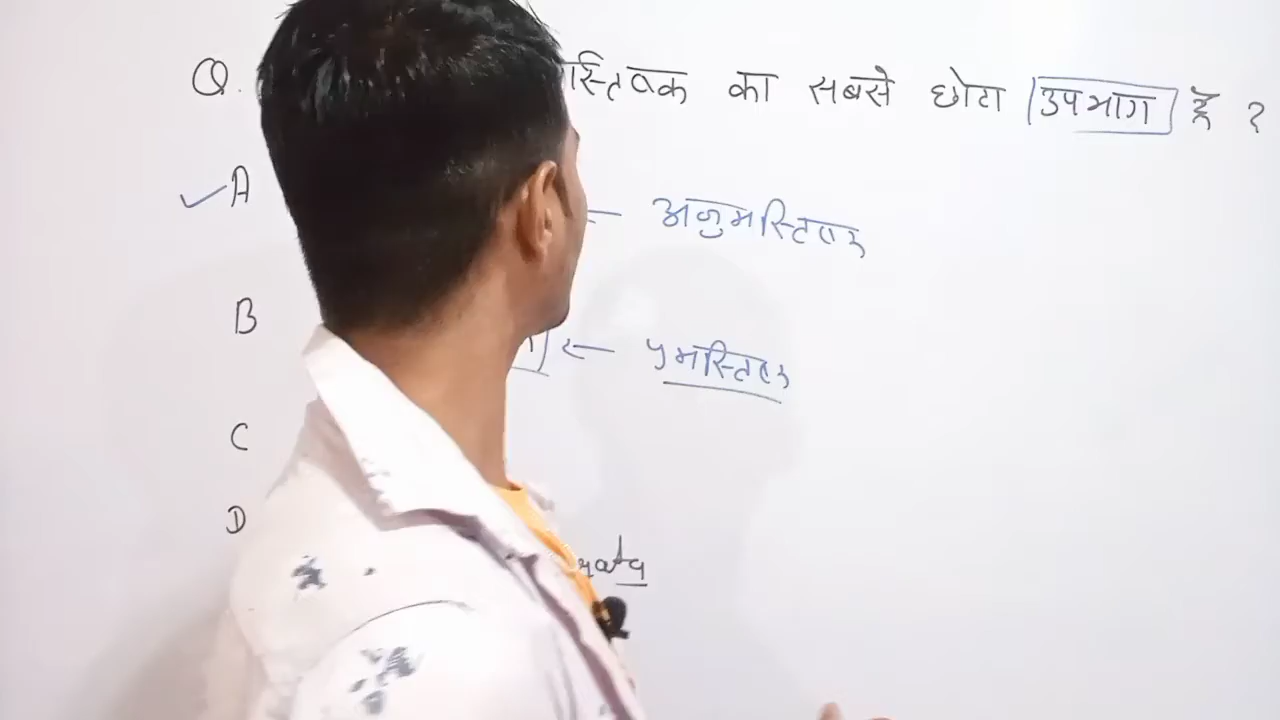 Q. स्तिष्क का सबसे छोटा उपभाग है ?
A ← अनुमस्तिष्क
B ← प्रमस्तिष्क
C
D